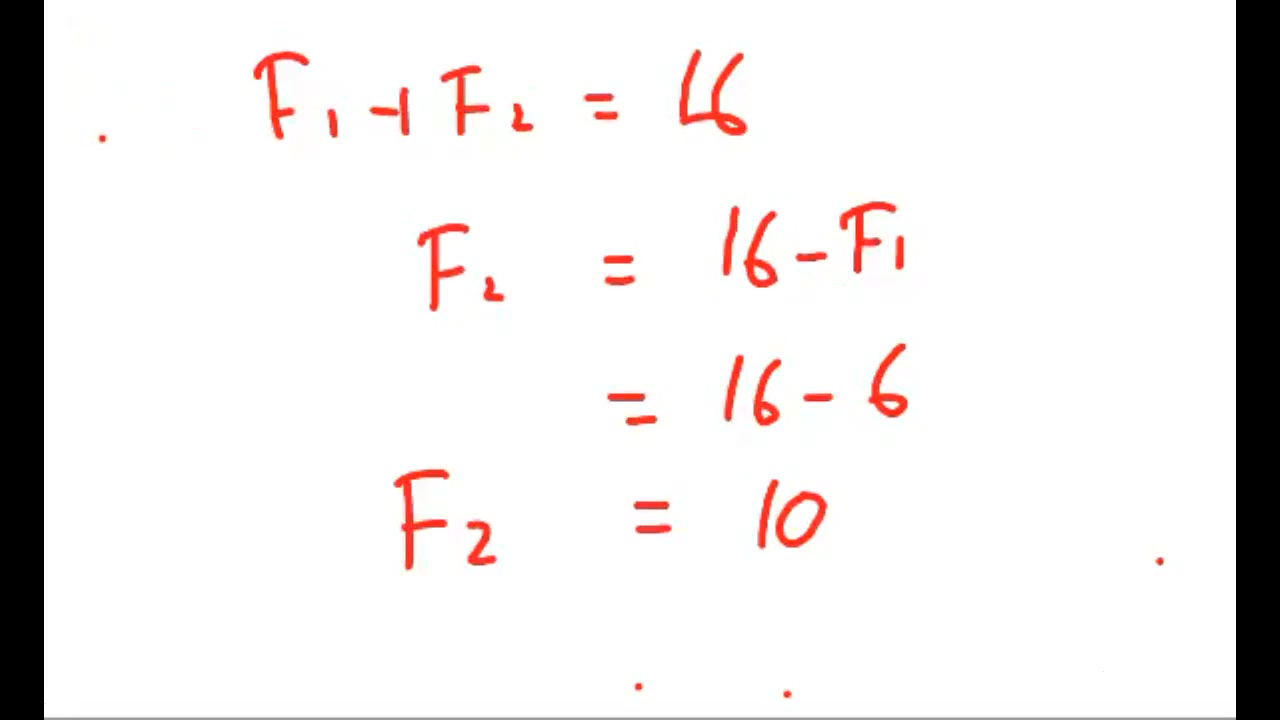 F₁ + F₂ = 16
F₂ = 16 - F₁
= 16 - 6
F₂ = 10